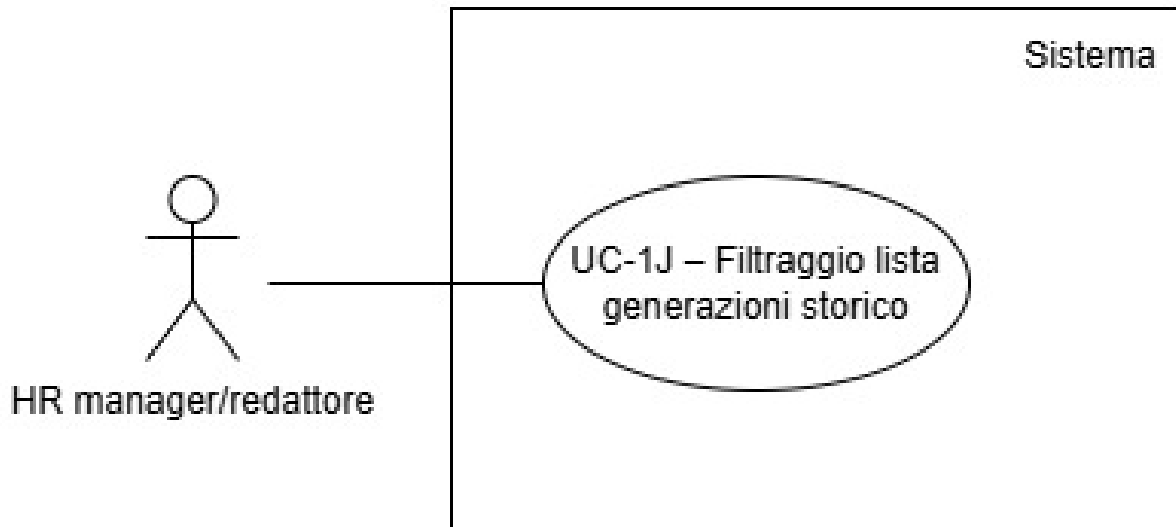 Sistema
UC-1J – Filtraggio lista
generazioni storico
HR manager/redattore